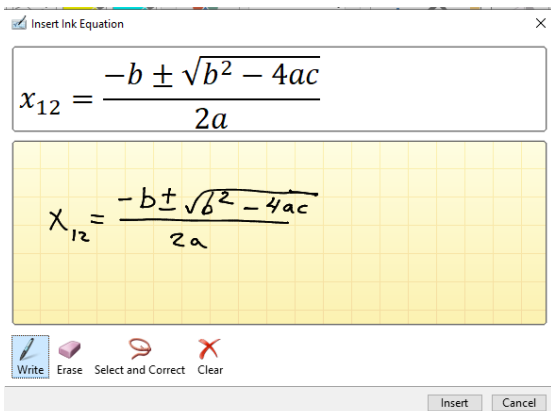 Insert Ink Equation
x₁₂ = (−b ± √(b² − 4ac)) / 2a
x₁₂ = (−b ± √(b² − 4ac)) / 2a
Write Erase Select and Correct Clear
Insert Cancel